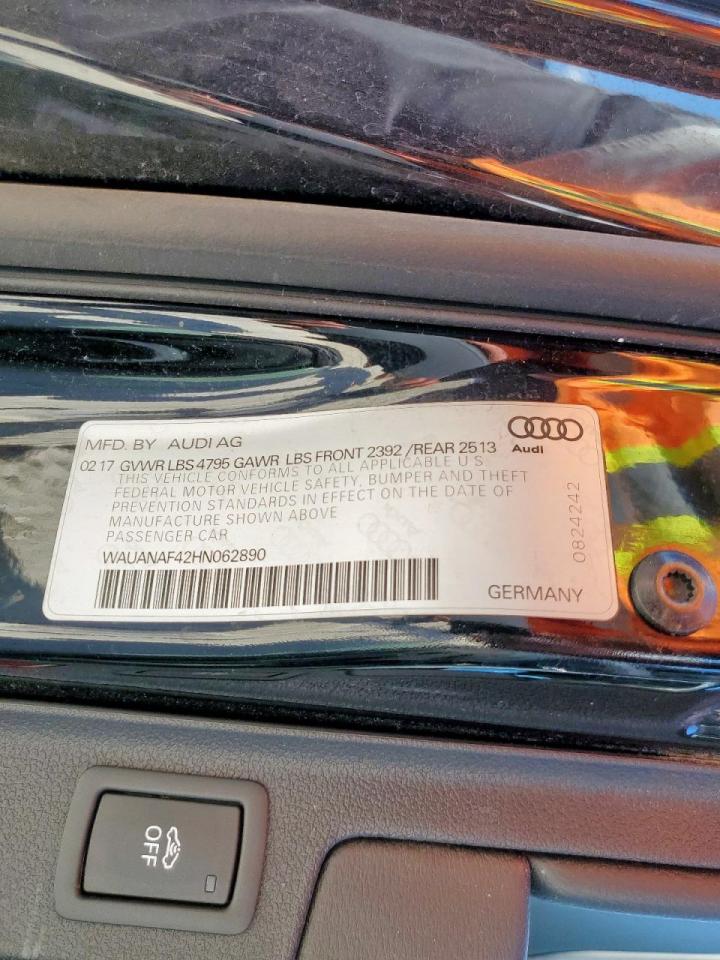 MFD. BY AUDI AG
02 17 GVWR LBS 4795 GAWR LBS FRONT 2392 /REAR 2513
THIS VEHICLE CONFORMS TO ALL APPLICABLE U S
FEDERAL MOTOR VEHICLE SAFETY, BUMPER AND THEFT
PREVENTION STANDARDS IN EFFECT ON THE DATE OF
MANUFACTURE SHOWN ABOVE
PASSENGER CAR
WAUANAF42HN062890
Audi
0824242
GERMANY
Audi
Audi
OFF